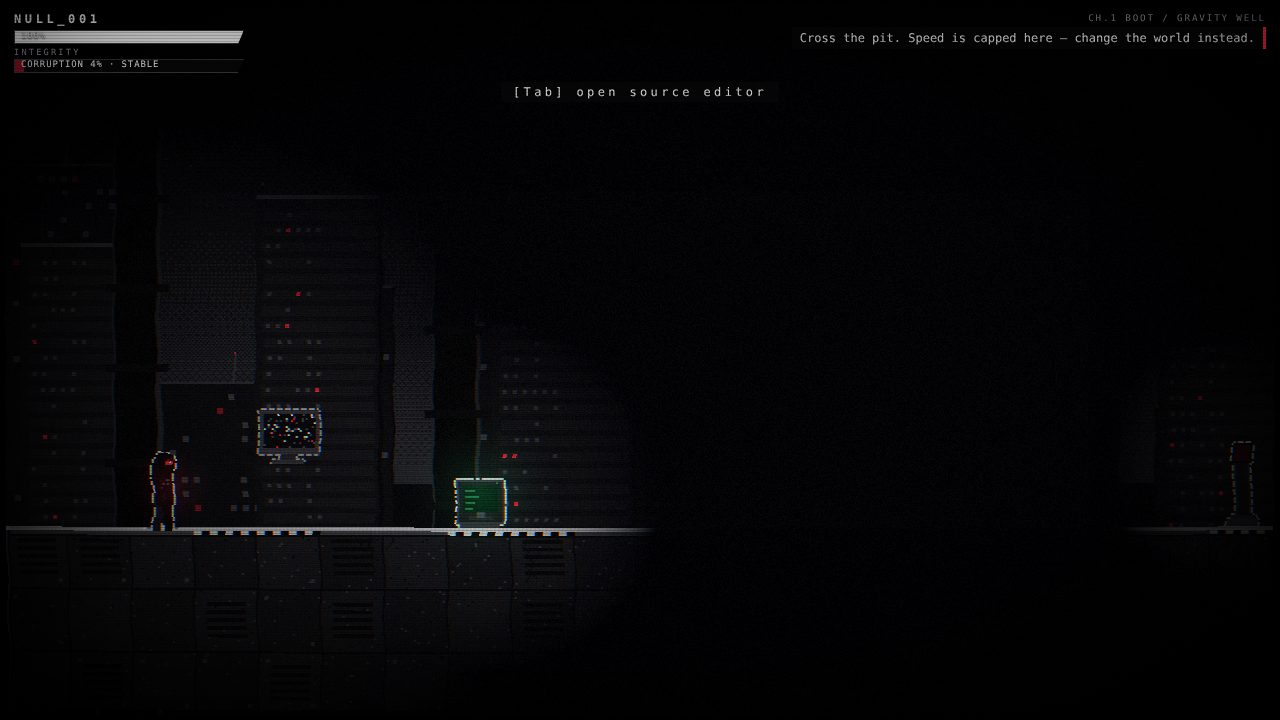 NULL_001
100%
INTEGRITY
CORRUPTION 4% · STABLE
CH.1 BOOT / GRAVITY WELL
Cross the pit. Speed is capped here — change the world instead.
[Tab] open source editor